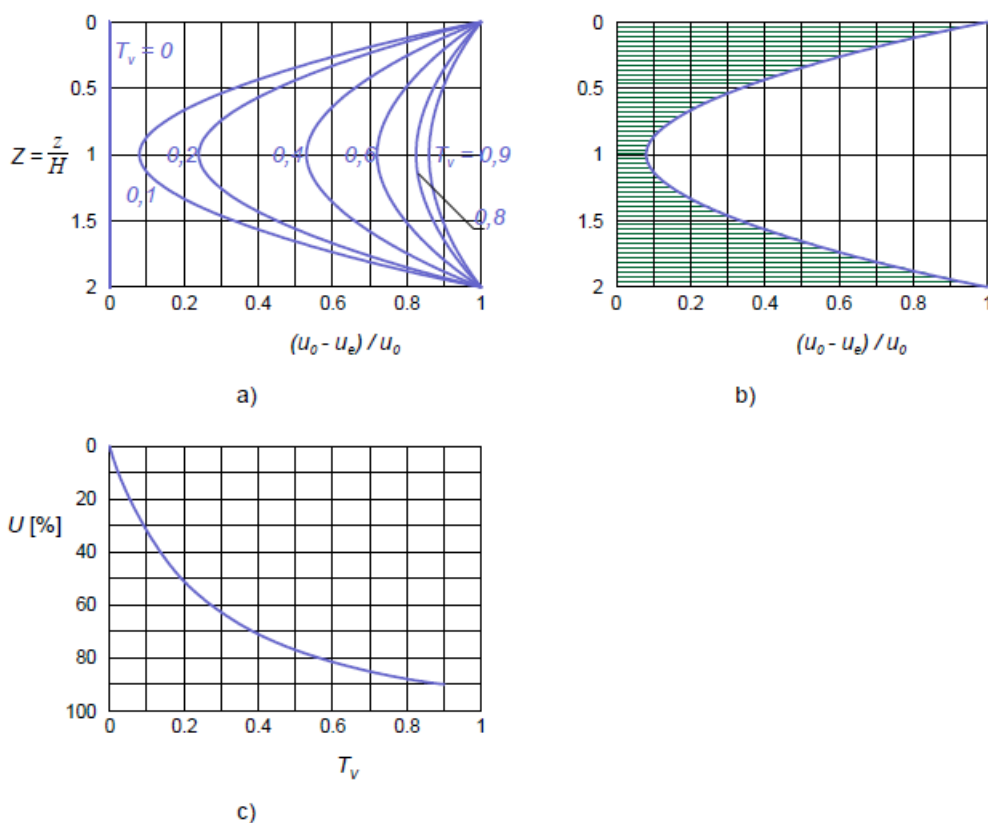 0
T_v = 0
0.5
Z = z/H
1
0,2
0,4
0,6
T_v = 0,9
0,1
0,8
1.5
2
0 0.2 0.4 0.6 0.8 1
(u_0 - u_e) / u_0
a)
0
0.5
1
1.5
2
0 0.2 0.4 0.6 0.8 1
(u_0 - u_e) / u_0
b)
0
20
U [%]
40
60
80
100
0 0.2 0.4 0.6 0.8 1
T_v
c)